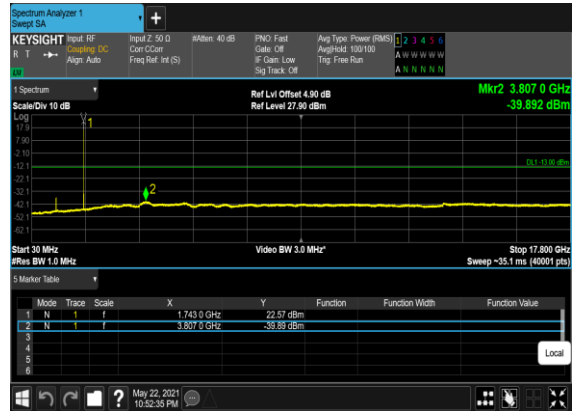 Spectrum Analyzer 1
Swept SA
+
KEYSIGHT Input: RF Input Z: 50 Ω #Atten: 40 dB PNO: Fast Avg Type: Power (RMS) 1 2 3 4 5 6
R T Coupling: DC Corr CCorr Gate: Off Avg|Hold: 100/100 A W W W W W
Align: Auto Freq Ref: Int (S) IF Gain: Low Trig: Free Run
Sig Track: Off A N N N N N
1 Spectrum Ref Lvl Offset 4.90 dB Mkr2 3.807 0 GHz
Scale/Div 10 dB Ref Level 27.90 dBm -39.892 dBm
Log
17.9
7.90
-2.10
-12.1
-22.1
-32.1
-42.1
-52.1
-62.1
1
DL1 -13.00 dBm
2
Start 30 MHz Video BW 3.0 MHz* Stop 17.800 GHz
#Res BW 1.0 MHz Sweep ~35.1 ms (40001 pts)
5 Marker Table
Mode Trace Scale X Y Function Function Width Function Value
1 N 1 f 1.743 0 GHz 22.57 dBm
2 N 1 f 3.807 0 GHz -39.89 dBm
3
4
5
6
Local
? May 22, 2021
10:52:35 PM